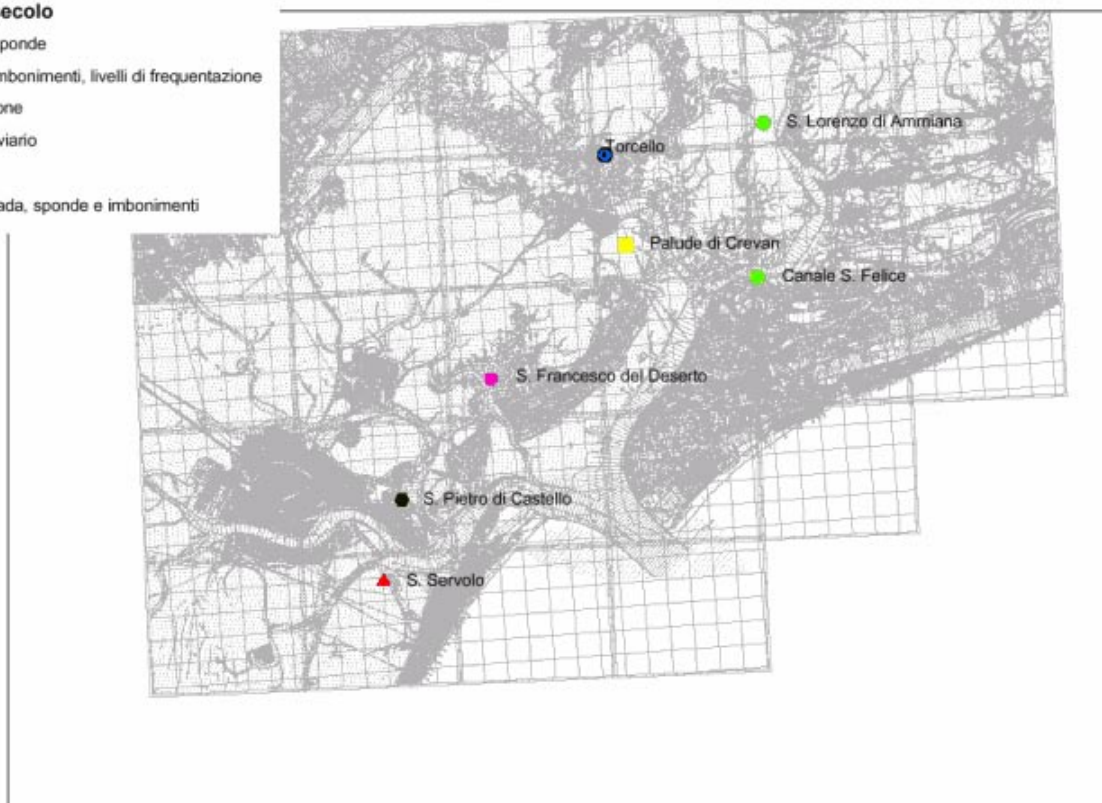 ecolo
ponde
mbonimenti, livelli di frequentazione
one
viario
ada, sponde e imbonimenti
S. Lorenzo di Ammiana
Torcello
Palude di Crevan
Canale S. Felice
S. Francesco del Deserto
S. Pietro di Castello
S. Servolo